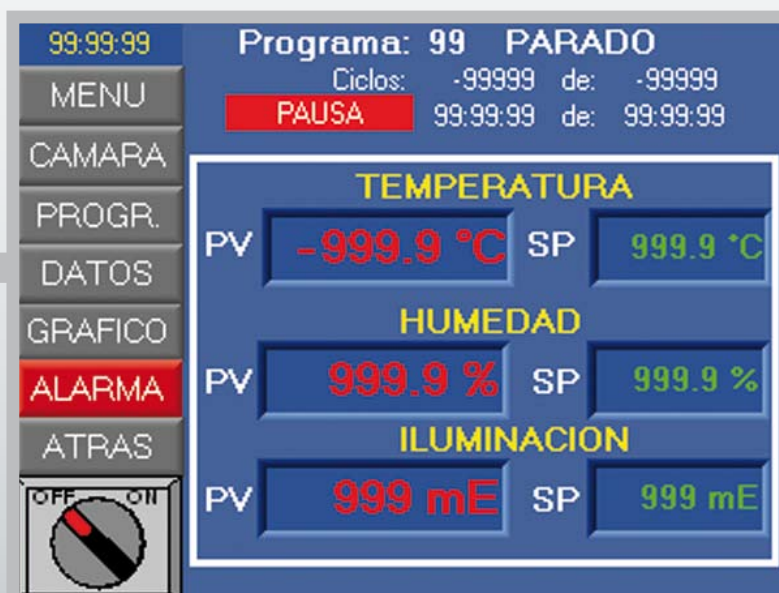 99:99:99
Programa: 99 PARADO
Ciclos: -99999 de: -99999
PAUSA 99:99:99 de: 99:99:99
MENU
CAMARA
PROGR.
DATOS
GRAFICO
ALARMA
ATRAS
OFF ON
TEMPERATURA
PV -999.9 °C SP 999.9 °C
HUMEDAD
PV 999.9 % SP 999.9 %
ILUMINACION
PV 999 mE SP 999 mE